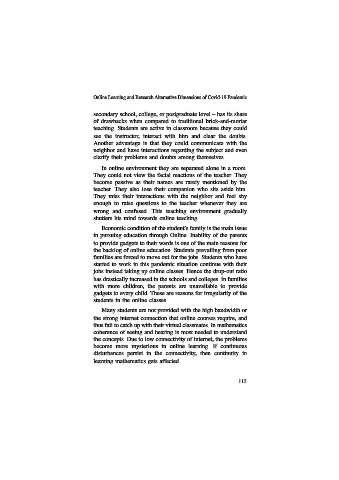 Online Learning and Research Alternative Dimensions of Covid-19 Pandemic
secondary school, college, or postgraduate level – has its share
of drawbacks when compared to traditional brick-and-mortar
teaching. Students are active in classroom because they could
see the instructor, interact with him and clear the doubts.
Another advantage is that they could communicate with the
neighbor and have interactions regarding the subject and even
clarify their problems and doubts among themselves.
In online environment they are separated alone in a room.
They could not view the facial reactions of the teacher. They
become passive as their names are rarely mentioned by the
teacher. They also lose their companion who sits aside him.
They miss their interactions with the neighbor and feel shy
enough to raise questions to the teacher whenever they are
wrong and confused. This teaching environment gradually
shutters his mind towards online teaching.
Economic condition of the student's family is the main issue
in pursuing education through Online. Inability of the parents
to provide gadgets to their wards is one of the main reasons for
the backlog of online education. Students prevailing from poor
families are forced to move out for the jobs. Students who have
started to work in this pandemic situation continue with their
jobs instead taking up online classes. Hence the drop-out ratio
has drastically increased in the schools and colleges. In families
with more children, the parents are unavailable to provide
gadgets to every child. These are reasons for irregularity of the
students in the online classes.
Many students are not provided with the high bandwidth or
the strong internet connection that online courses require, and
thus fail to catch up with their virtual classmates. In mathematics
coherence of seeing and hearing is most needed to understand
the concepts. Due to low connectivity of internet, the problems
become more mysterious in online learning. If continuous
disturbances persist in the connectivity, then continuity in
learning mathematics gets affected.
113